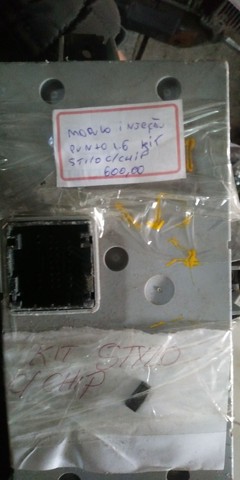 MODULO INJEÇÃO
PUNTO 1.6 KIT
STILO C/CHIP
600,00
KIT STILO
C/CHIP